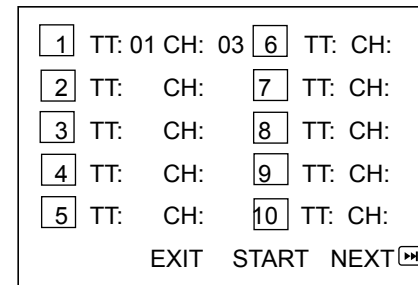 1 TT: 01 CH: 03 6 TT: CH:
2 TT: CH: 7 TT: CH:
3 TT: CH: 8 TT: CH:
4 TT: CH: 9 TT: CH:
5 TT: CH: 10 TT: CH:
EXIT START NEXT